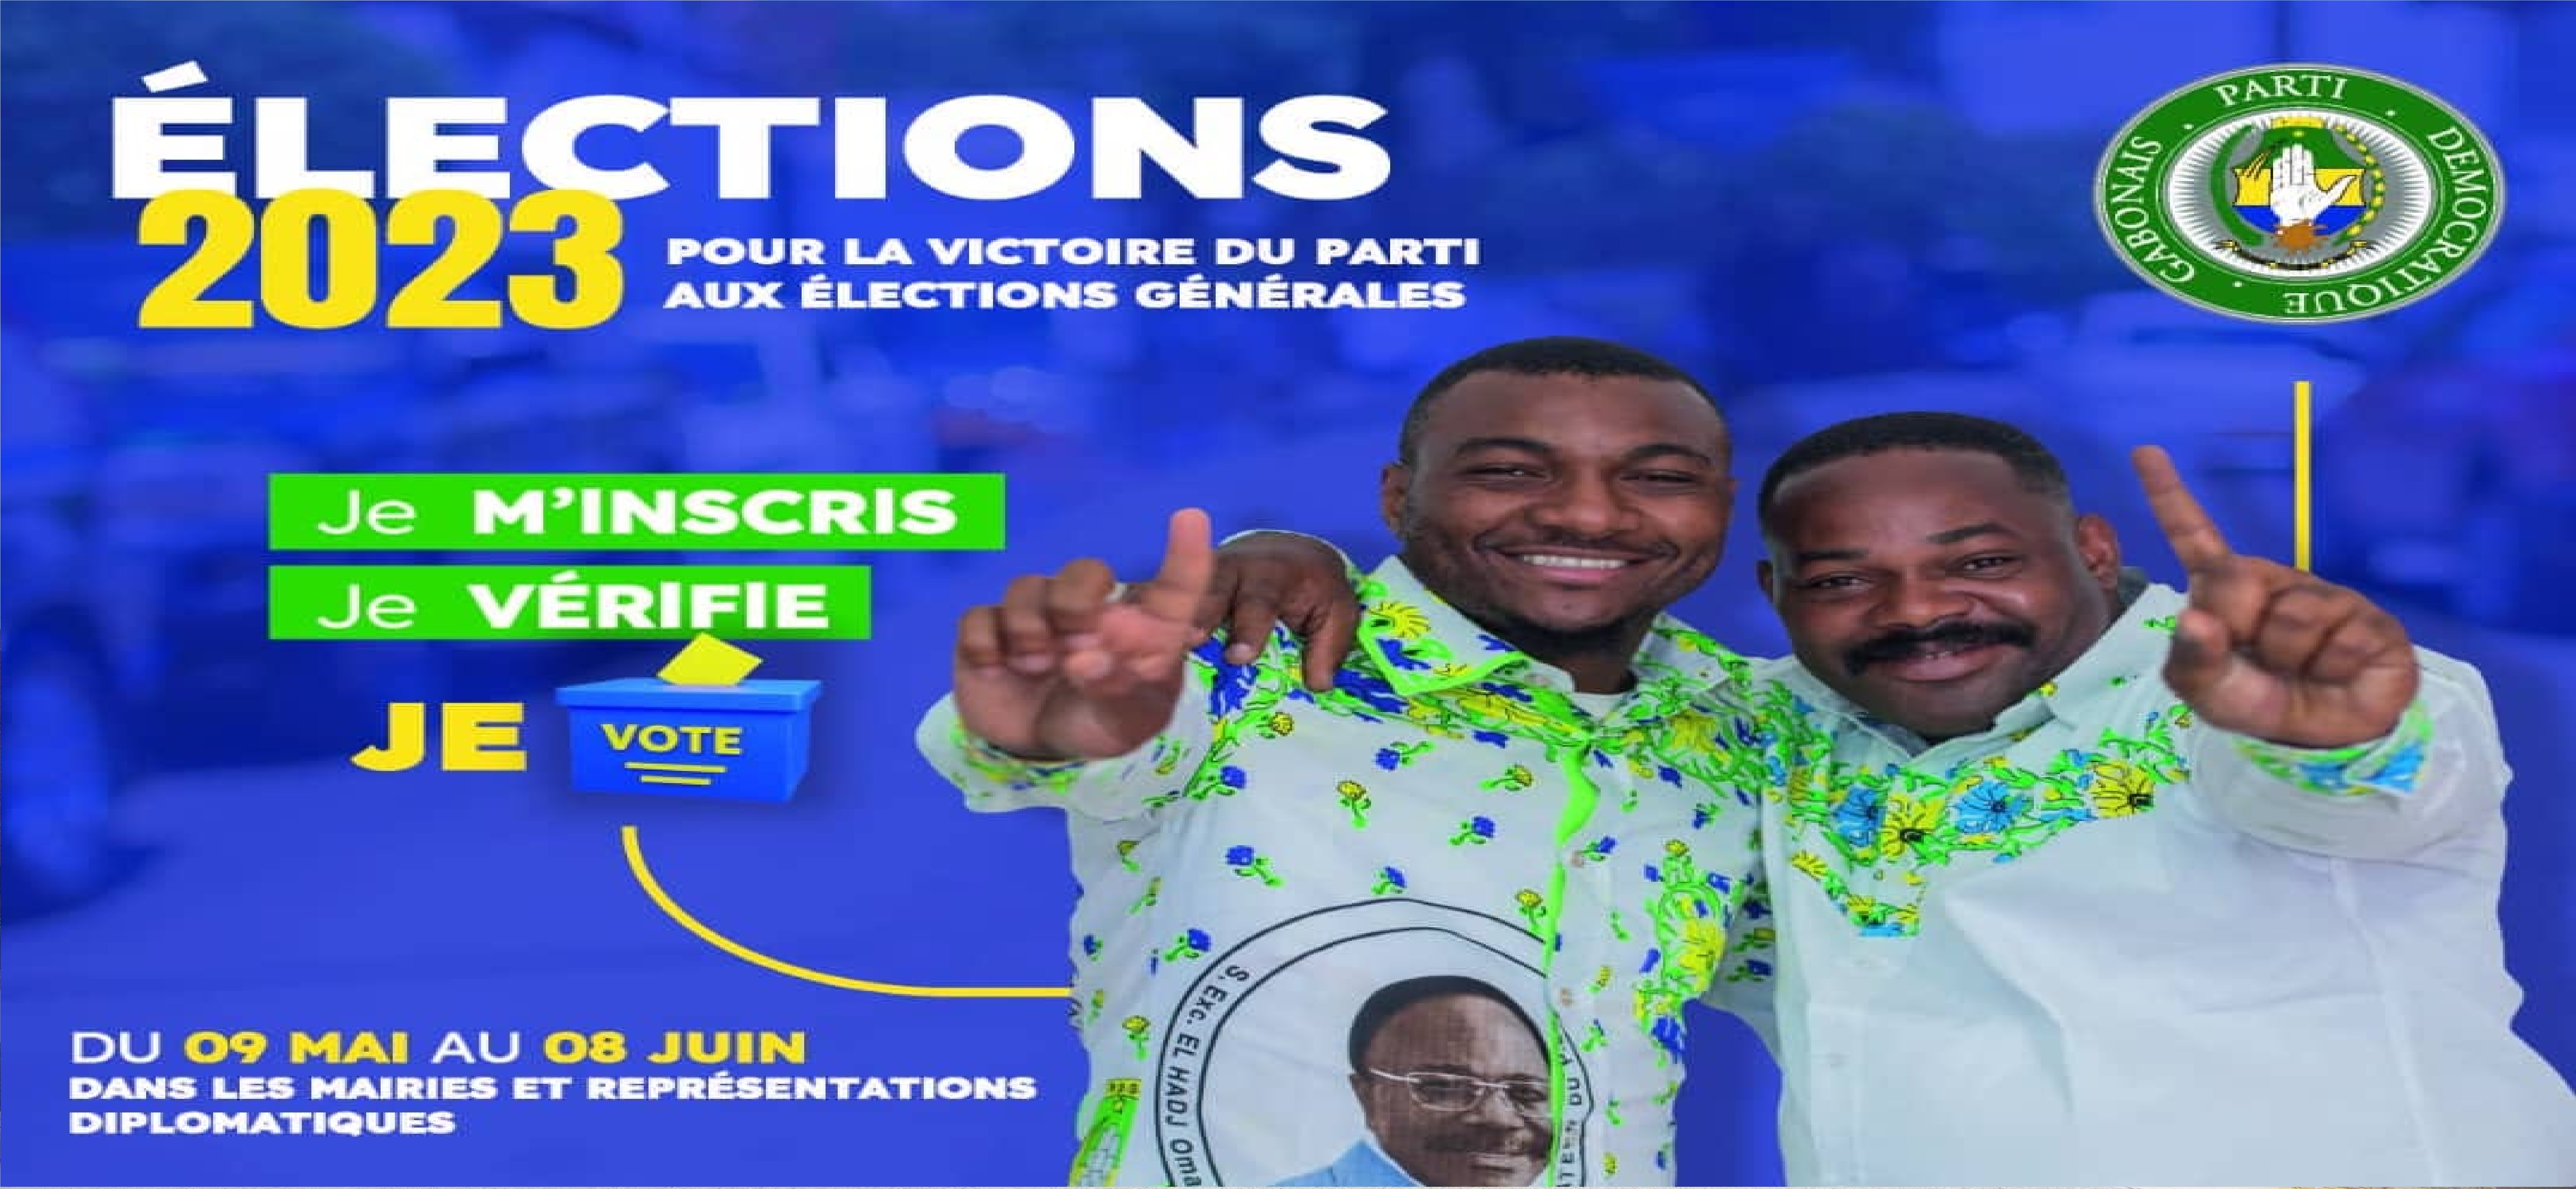 ÉLECTIONS
2023
POUR LA VICTOIRE DU PARTI
AUX ÉLECTIONS GÉNÉRALES
PARTI DEMOCRATIQUE GABONAIS
Je M'INSCRIS
Je VÉRIFIE
JE VOTE
S. Exc. EL HADJ
DU 09 MAI AU 08 JUIN
DANS LES MAIRIES ET REPRÉSENTATIONS
DIPLOMATIQUES